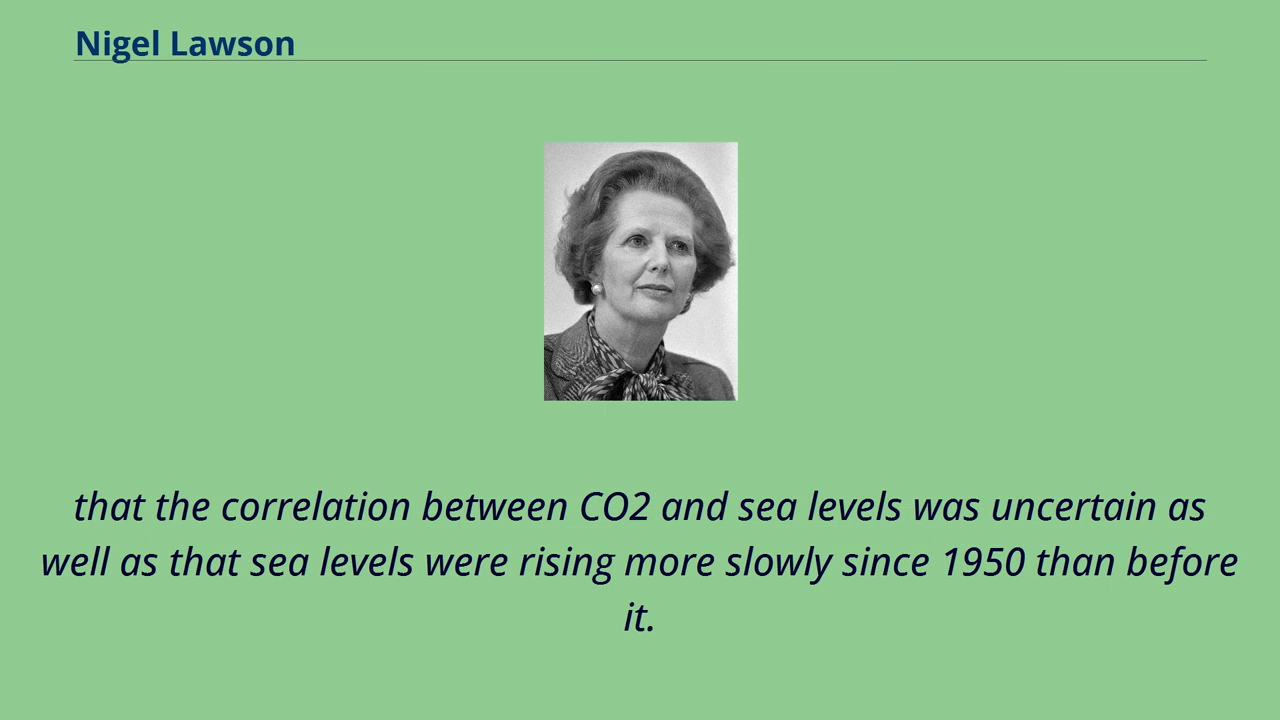 Nigel Lawson
that the correlation between CO2 and sea levels was uncertain as
well as that sea levels were rising more slowly since 1950 than before
it.